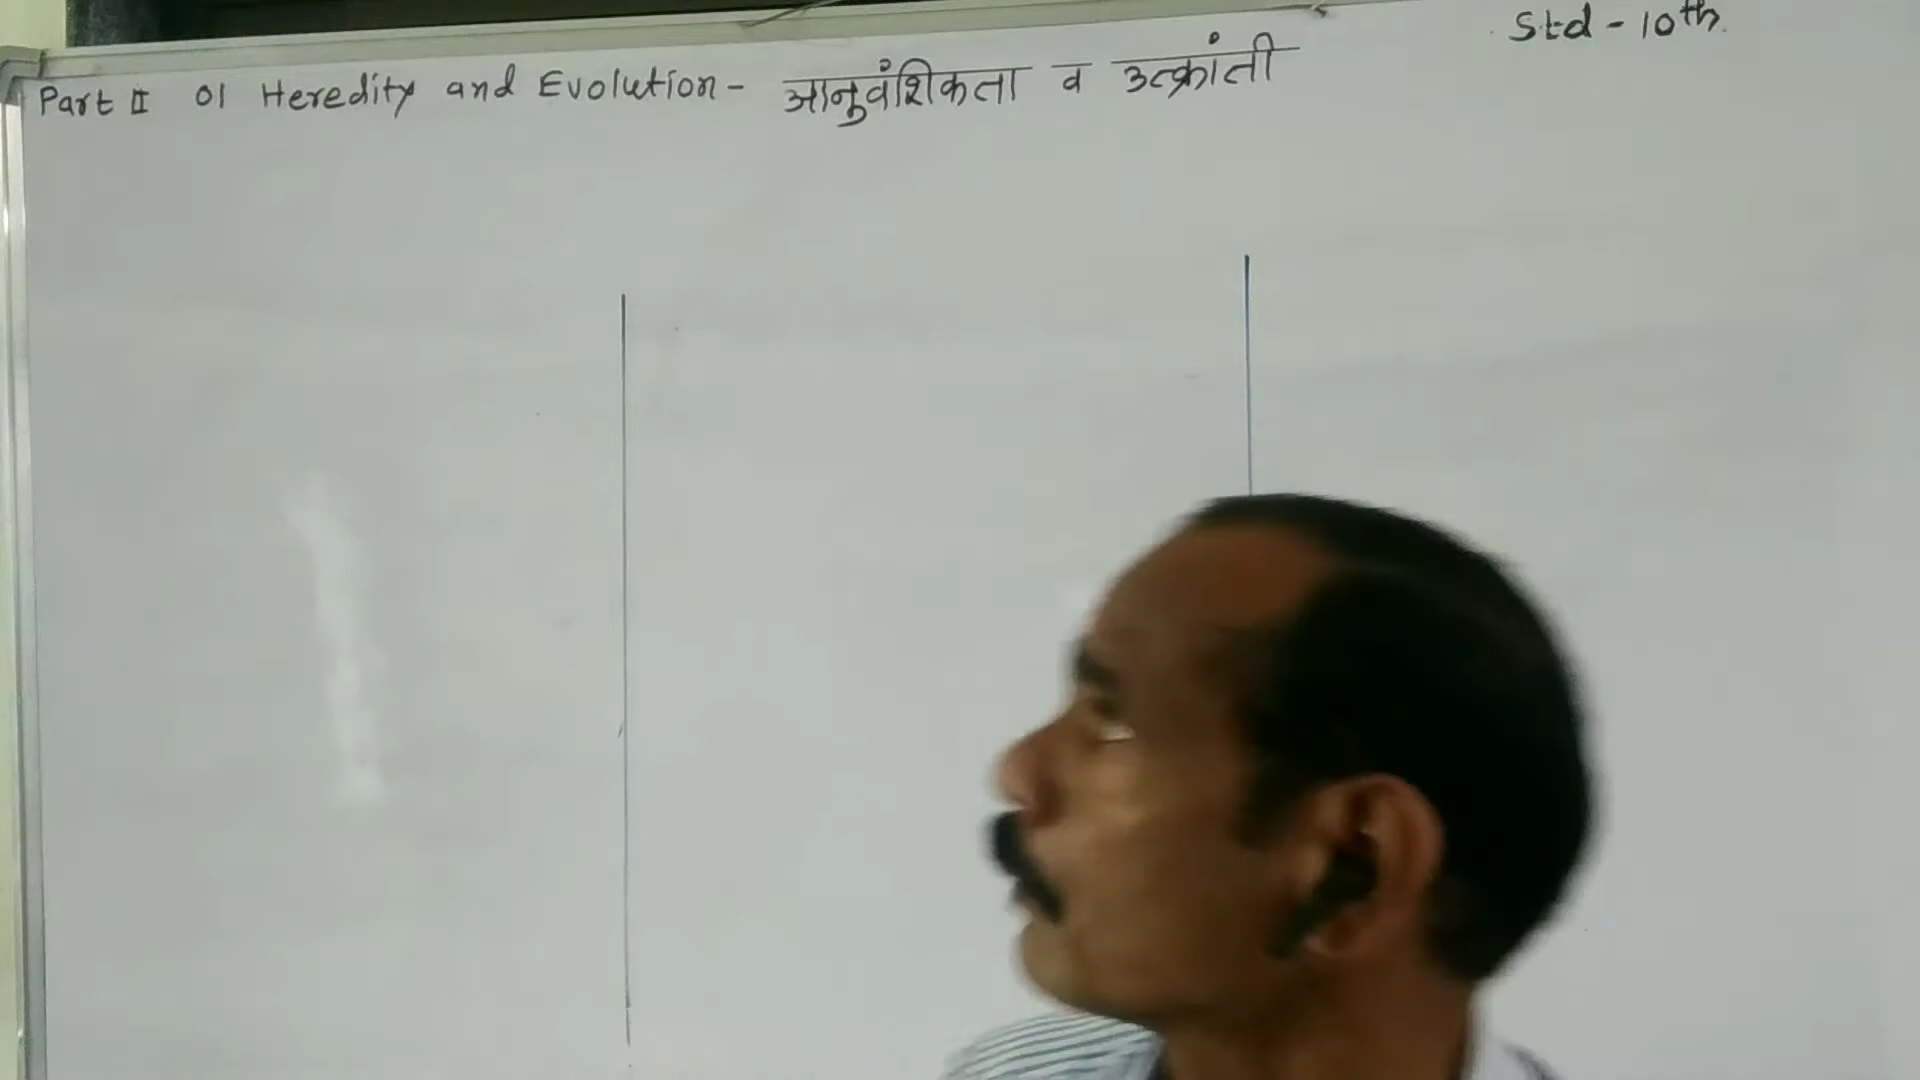 Std - 10th.
Part II 01 Heredity and Evolution - आनुवंशिकता व उत्क्रांती